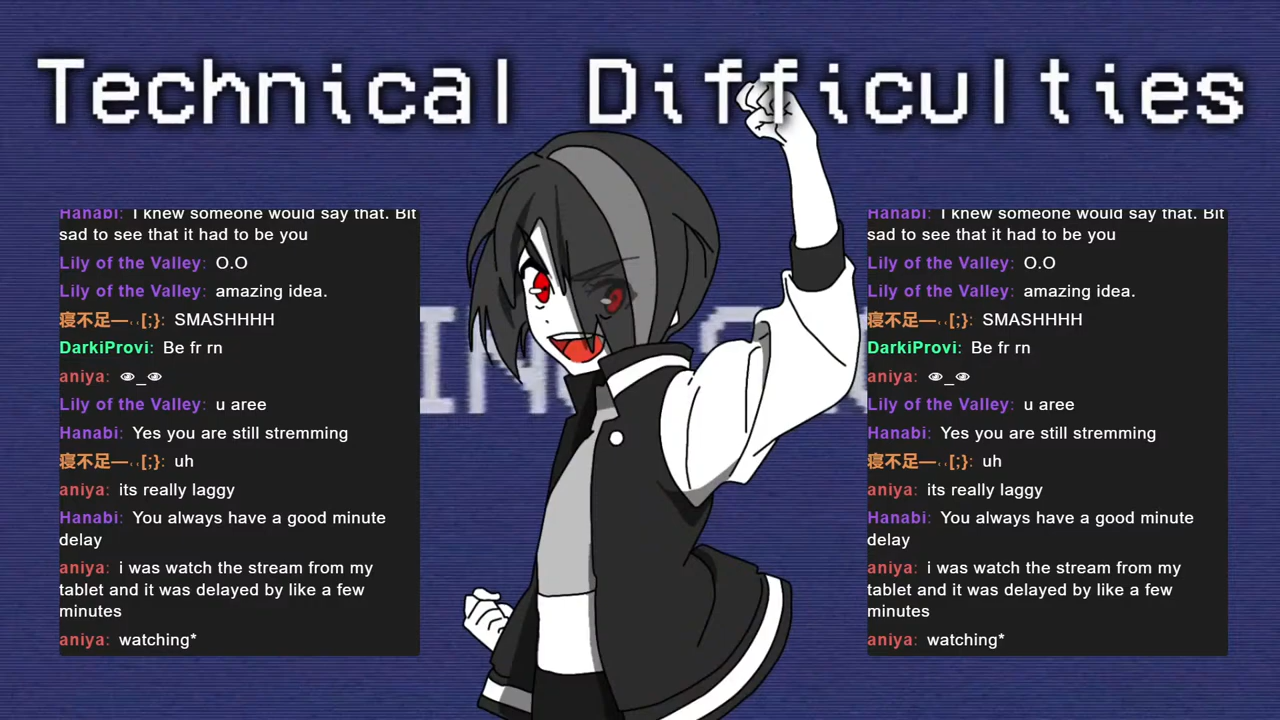 Technical Difficulties
Hanabi: I knew someone would say that. Bit
sad to see that it had to be you
Lily of the Valley: O.O
Lily of the Valley: amazing idea.
寝不足—‥[;}: SMASHHHH
DarkiProvi: Be fr rn
aniya: 👁_👁
Lily of the Valley: u aree
Hanabi: Yes you are still stremming
寝不足—‥[;}: uh
aniya: its really laggy
Hanabi: You always have a good minute
delay
aniya: i was watch the stream from my
tablet and it was delayed by like a few
minutes
aniya: watching*
Hanabi: I knew someone would say that. Bit
sad to see that it had to be you
Lily of the Valley: O.O
Lily of the Valley: amazing idea.
寝不足—‥[;}: SMASHHHH
DarkiProvi: Be fr rn
aniya: 👁_👁
Lily of the Valley: u aree
Hanabi: Yes you are still stremming
寝不足—‥[;}: uh
aniya: its really laggy
Hanabi: You always have a good minute
delay
aniya: i was watch the stream from my
tablet and it was delayed by like a few
minutes
aniya: watching*